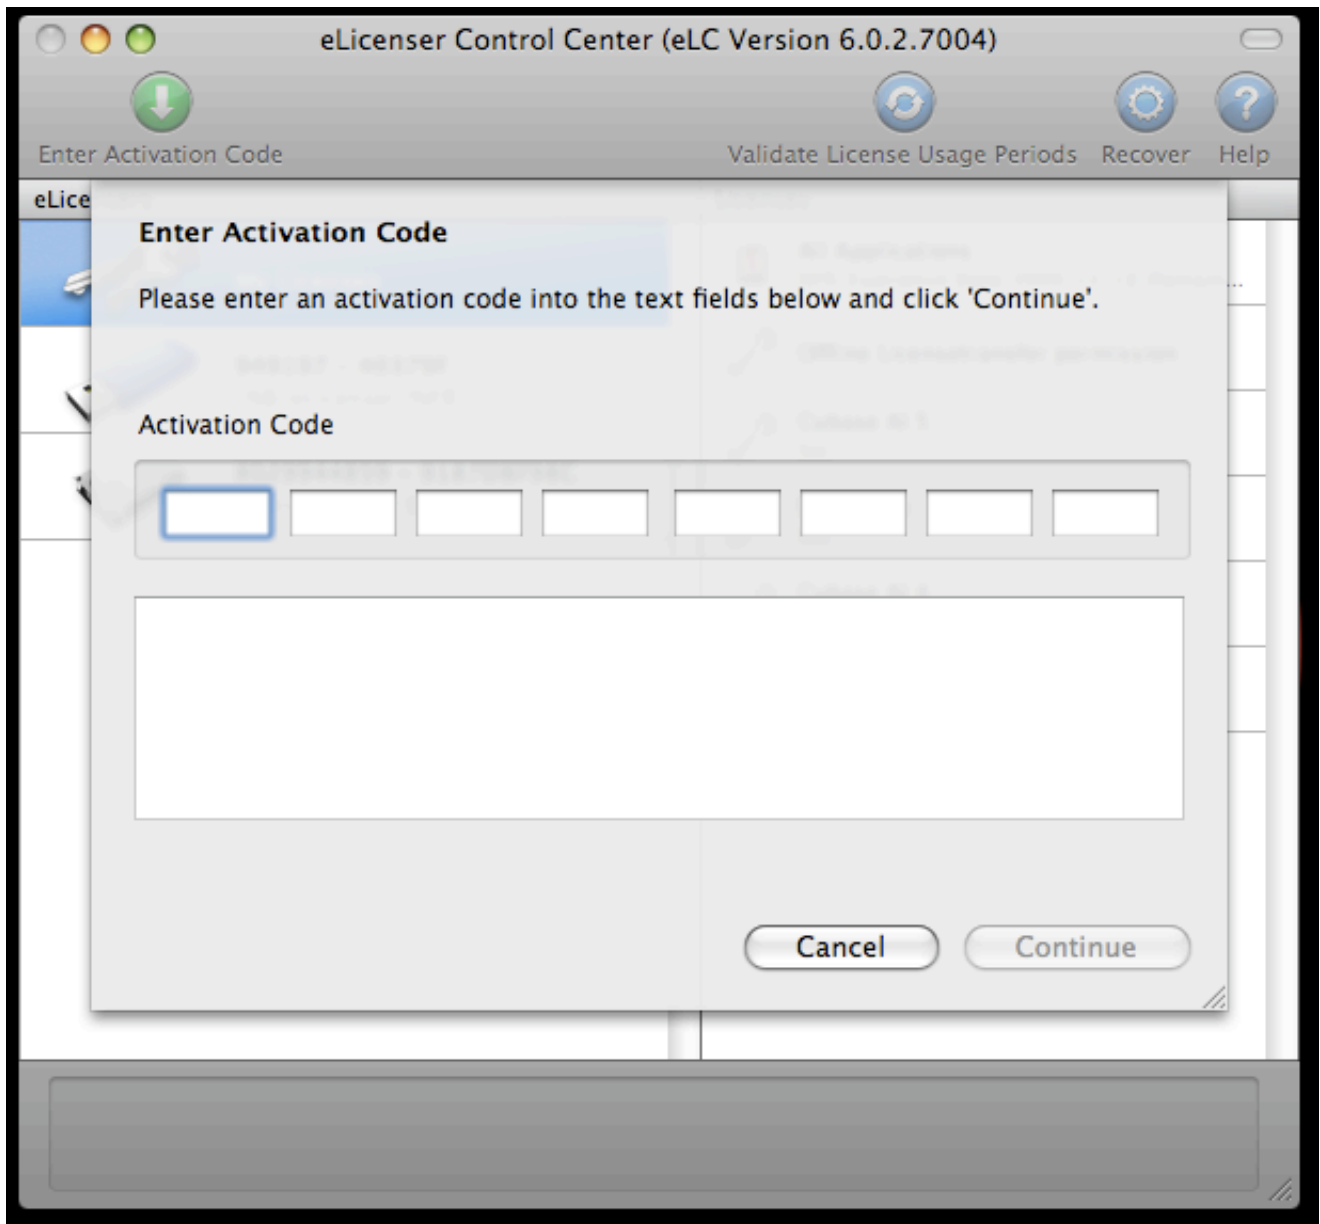 eLicenser Control Center (eLC Version 6.0.2.7004)
Enter Activation Code
Validate License Usage Periods
Recover
Help
eLice
Enter Activation Code
Please enter an activation code into the text fields below and click 'Continue'.
Activation Code
Cancel
Continue